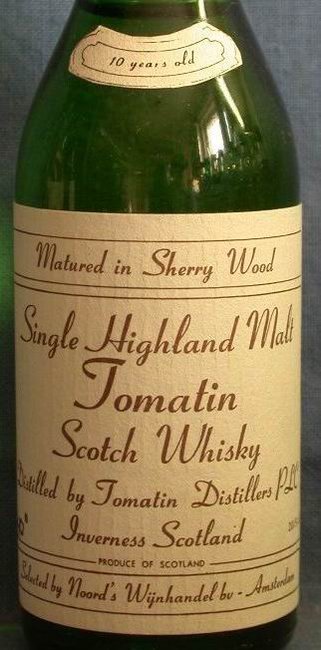 10 years old
Matured in Sherry Wood
Single Highland Malt
Tomatin
Scotch Whisky
Distilled by Tomatin Distillers PLC
Inverness Scotland
PRODUCE OF SCOTLAND
Selected by Noord's Wijnhandel bv - Amsterdam